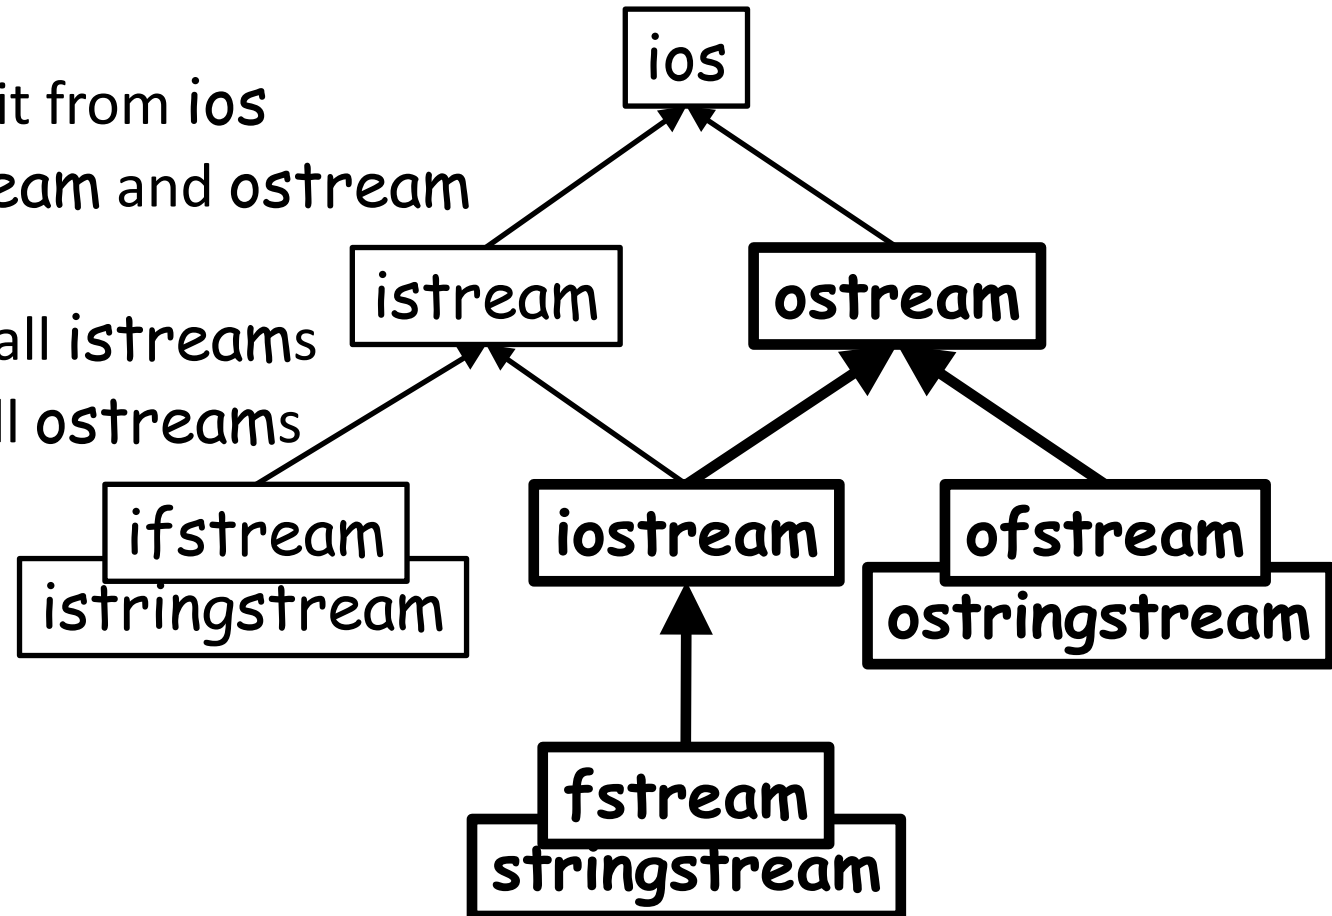 ios
it from ios
eam and ostream
istream
ostream
all istreams
ll ostreams
ifstream
iostream
ofstream
istringstream
ostringstream
fstream
stringstream